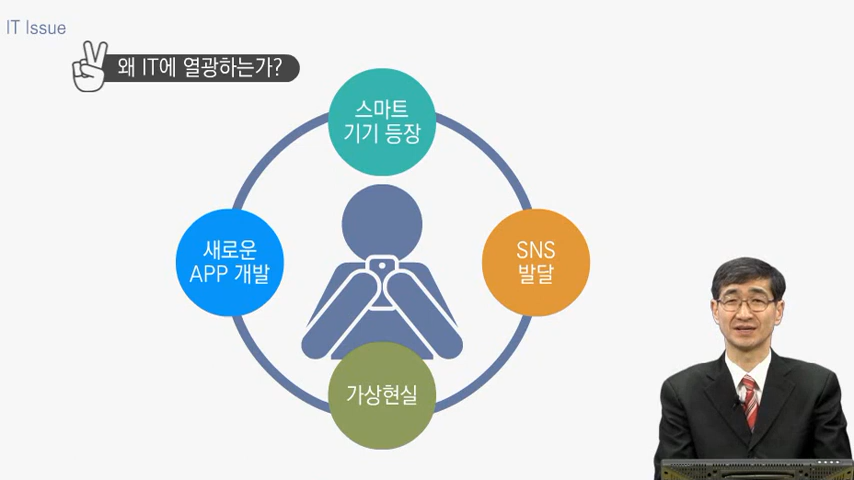 IT Issue
왜 IT에 열광하는가?
스마트
기기 등장
새로운
APP 개발
SNS
발달
가상현실